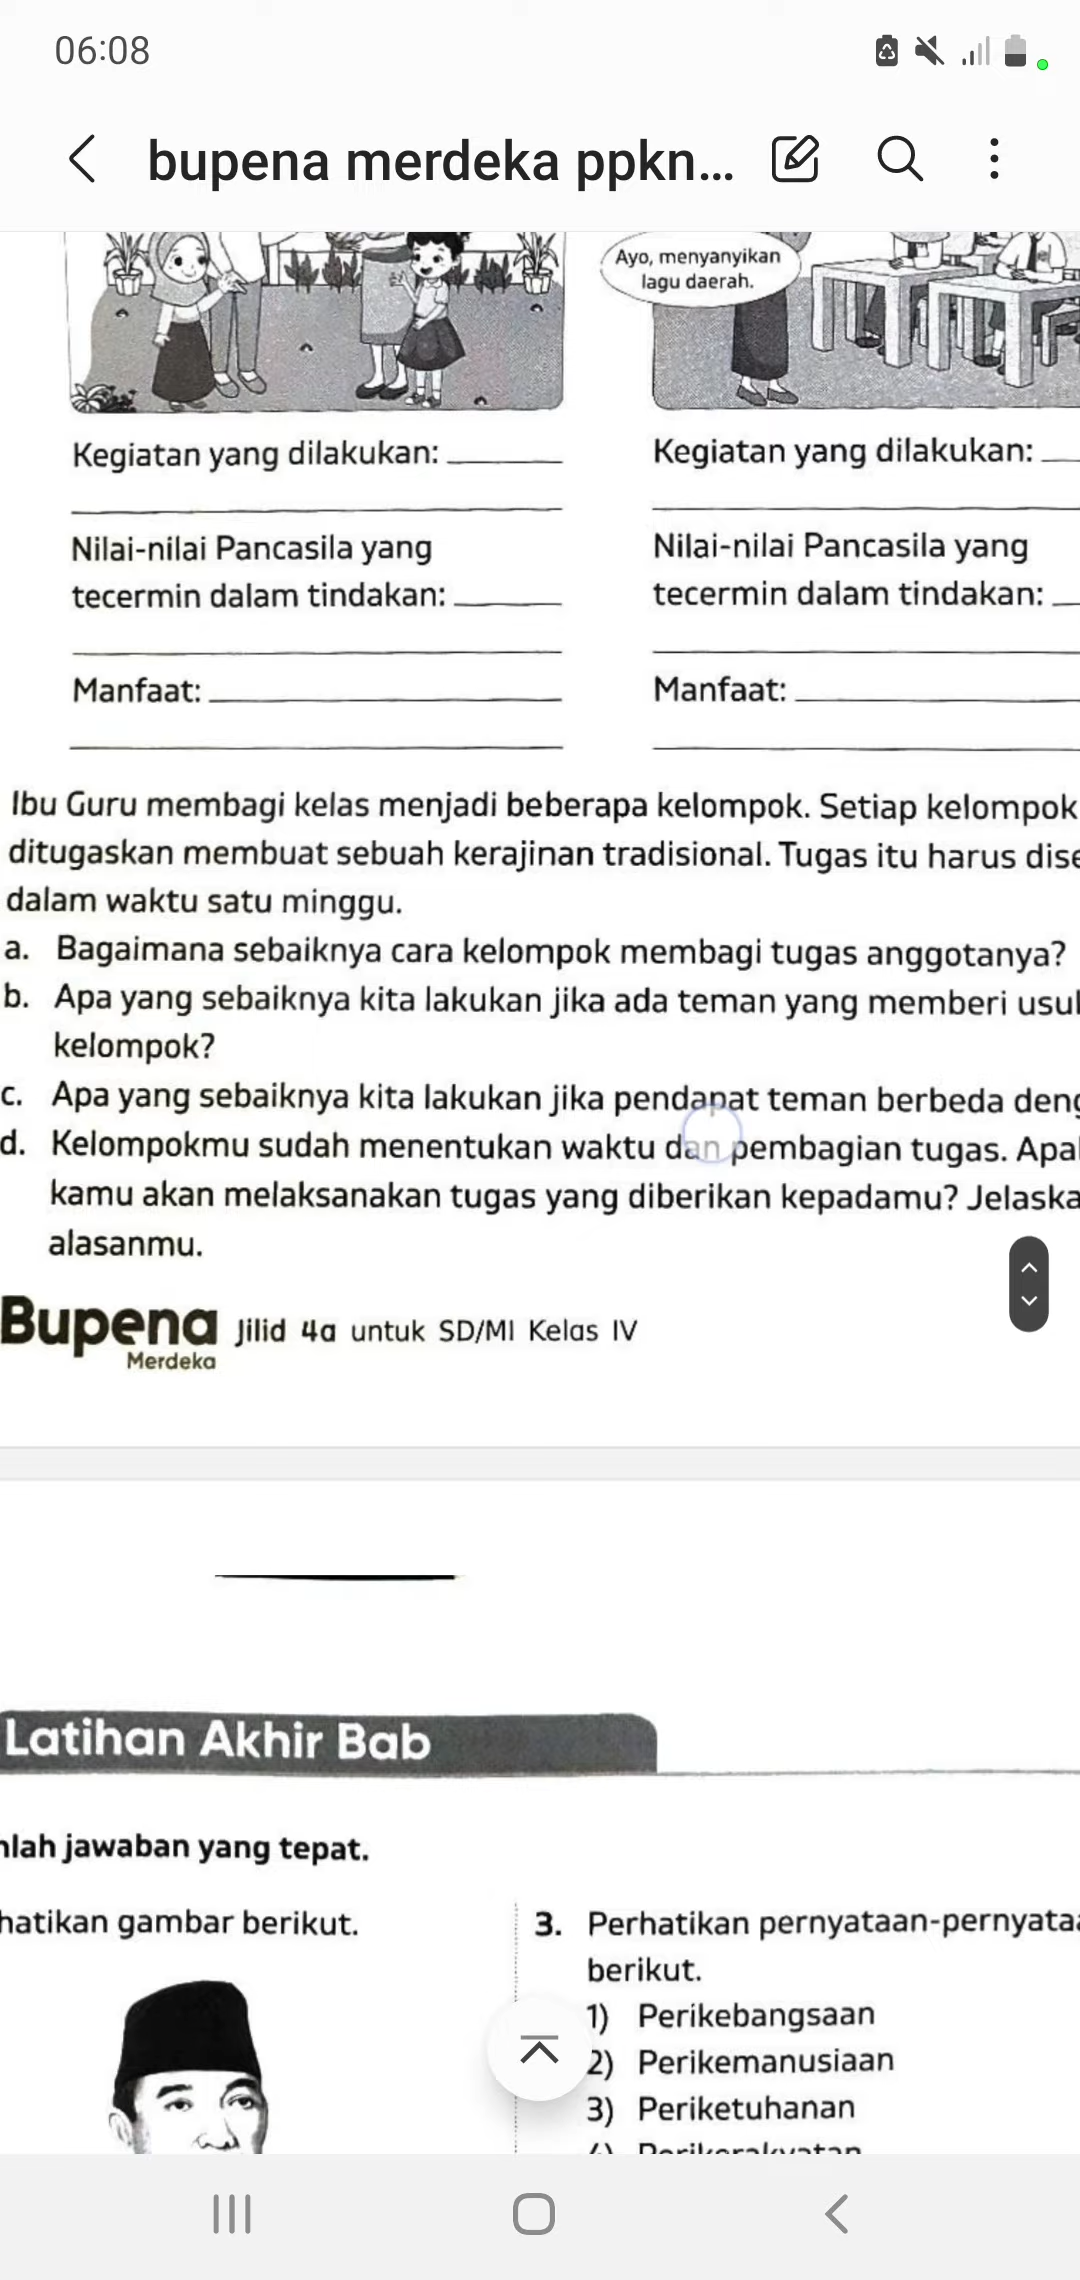 06:08
bupena merdeka ppkn...
Ayo, menyanyikan
lagu daerah.
Kegiatan yang dilakukan:
Nilai-nilai Pancasila yang
tecermin dalam tindakan:
Manfaat:
Kegiatan yang dilakukan:
Nilai-nilai Pancasila yang
tecermin dalam tindakan:
Manfaat:
Ibu Guru membagi kelas menjadi beberapa kelompok. Setiap kelompok
ditugaskan membuat sebuah kerajinan tradisional. Tugas itu harus dise
dalam waktu satu minggu.
a. Bagaimana sebaiknya cara kelompok membagi tugas anggotanya?
b. Apa yang sebaiknya kita lakukan jika ada teman yang memberi usul
kelompok?
c. Apa yang sebaiknya kita lakukan jika pendapat teman berbeda deng
d. Kelompokmu sudah menentukan waktu dan pembagian tugas. Apa
kamu akan melaksanakan tugas yang diberikan kepadamu? Jelaska
alasanmu.
Bupena Jilid 4a untuk SD/MI Kelas IV
Merdeka
Latihan Akhir Bab
lah jawaban yang tepat.
hatikan gambar berikut.
3. Perhatikan pernyataan-pernyata
berikut.
1) Perikebangsaan
2) Perikemanusiaan
3) Periketuhanan